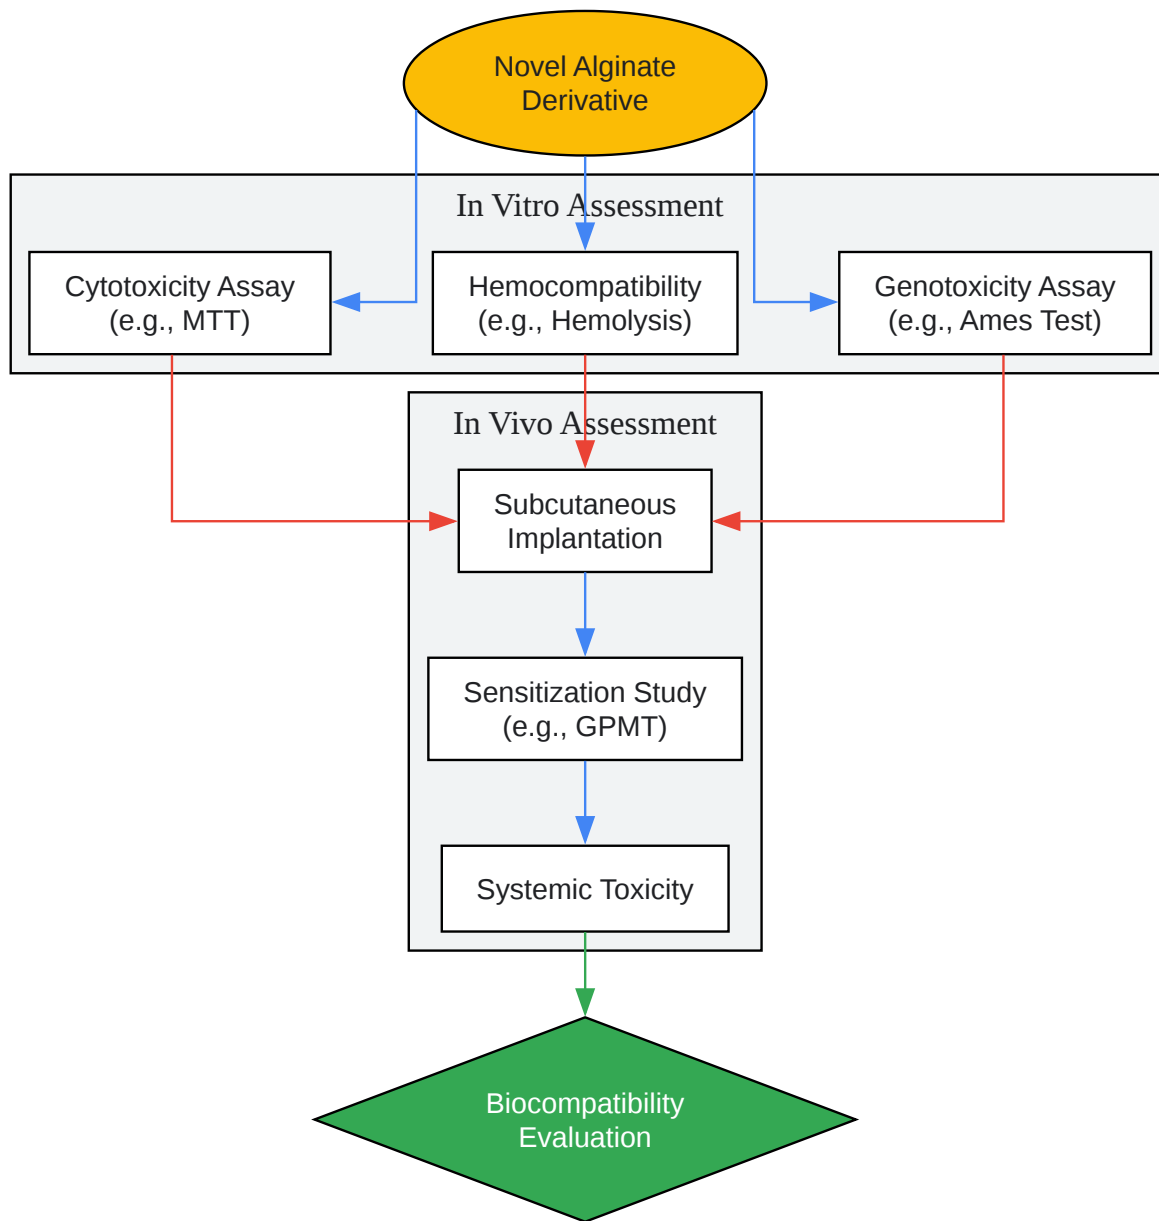 Novel Alginate
Derivative
In Vitro Assessment
Cytotoxicity Assay
(e.g., MTT)
Hemocompatibility
(e.g., Hemolysis)
Genotoxicity Assay
(e.g., Ames Test)
In Vivo Assessment
Subcutaneous
Implantation
Sensitization Study
(e.g., GPMT)
Systemic Toxicity
Biocompatibility
Evaluation